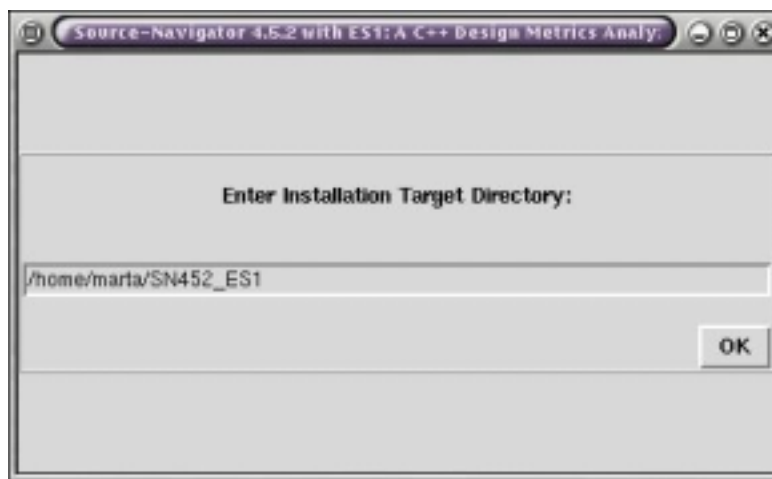 Source-Navigator 4.5.2 with ES1: A C++ Design Metrics Analy
Enter Installation Target Directory:
/home/marta/SN452_ES1
OK